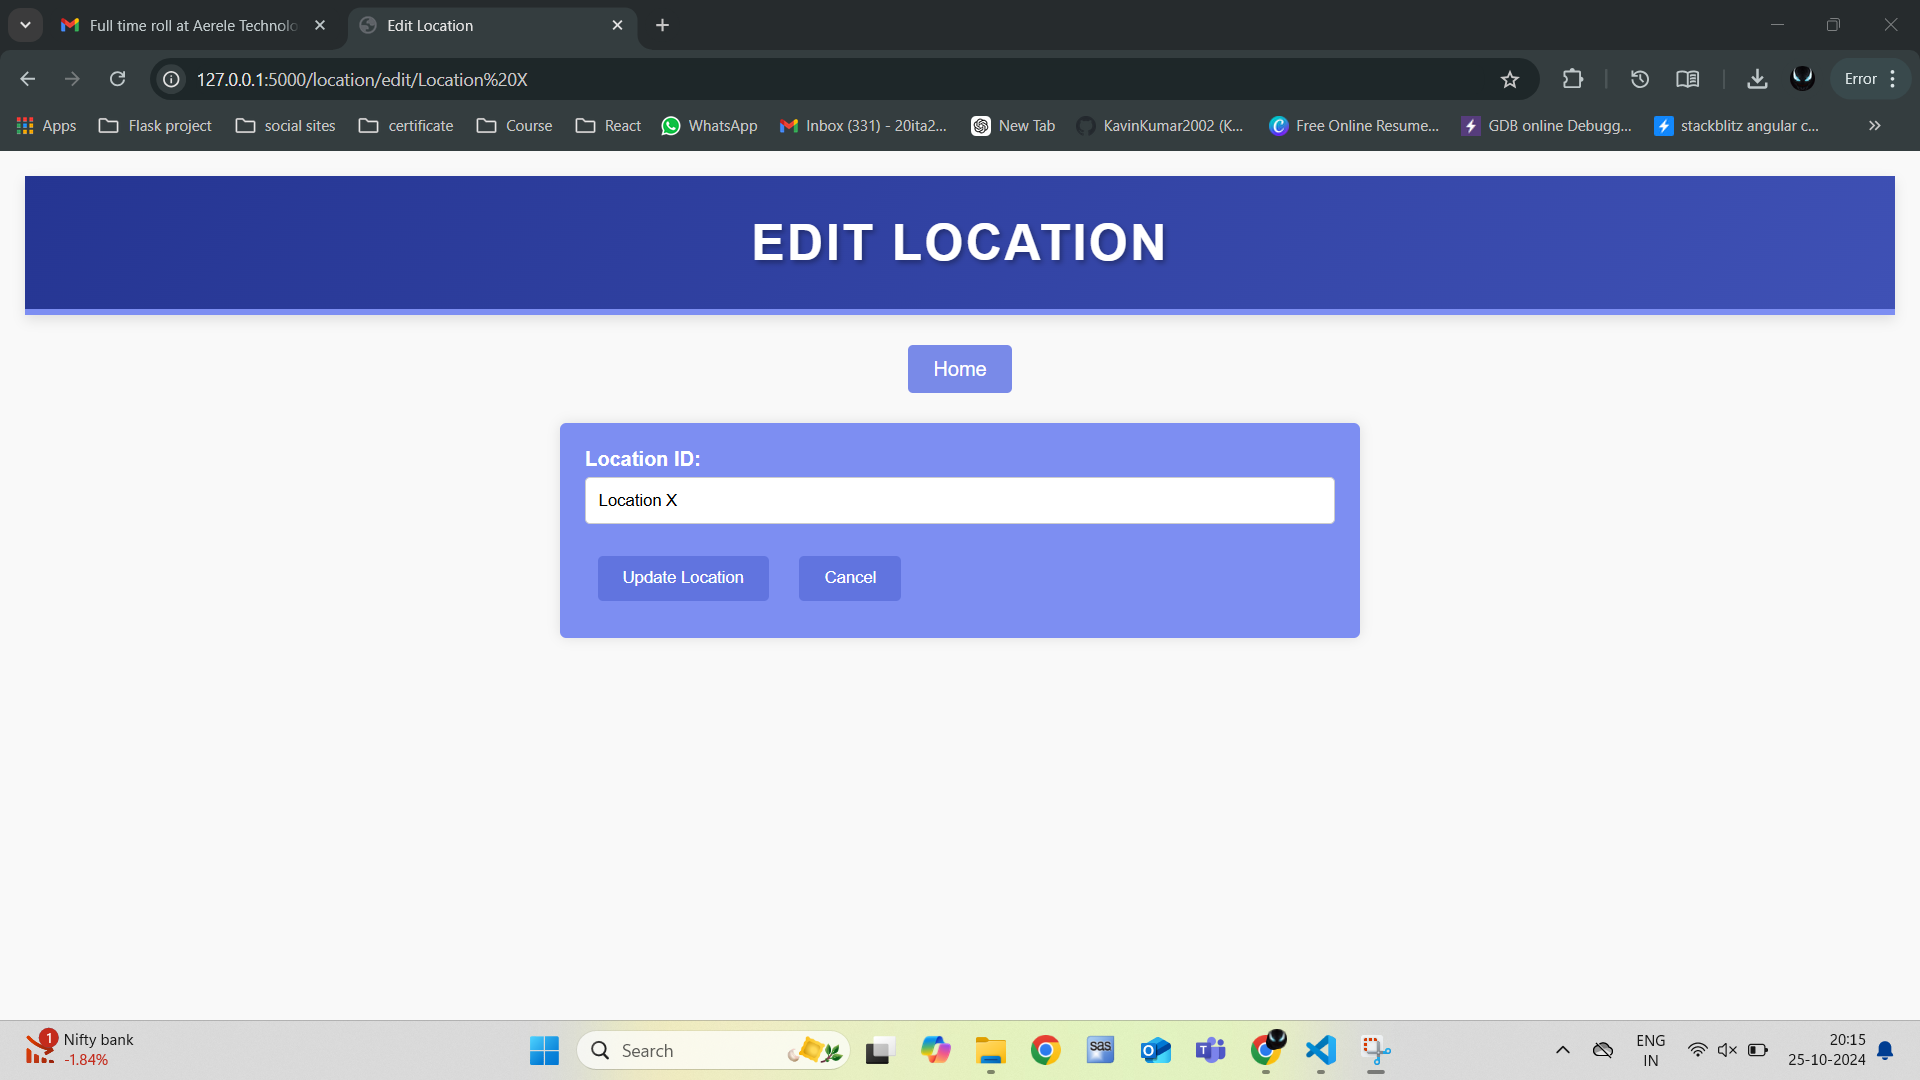 Full time roll at Aerele Technolo
Edit Location
127.0.0.1:5000/location/edit/Location%20X
Error
Apps
Flask project
social sites
certificate
Course
React
WhatsApp
Inbox (331) - 20ita2...
New Tab
KavinKumar2002 (K...
Free Online Resume...
GDB online Debugg...
stackblitz angular c...
EDIT LOCATION
Home
Location ID:
Location X
Update Location
Cancel
1
Nifty bank
-1.84%
Search
sas
ENG
IN
20:15
25-10-2024